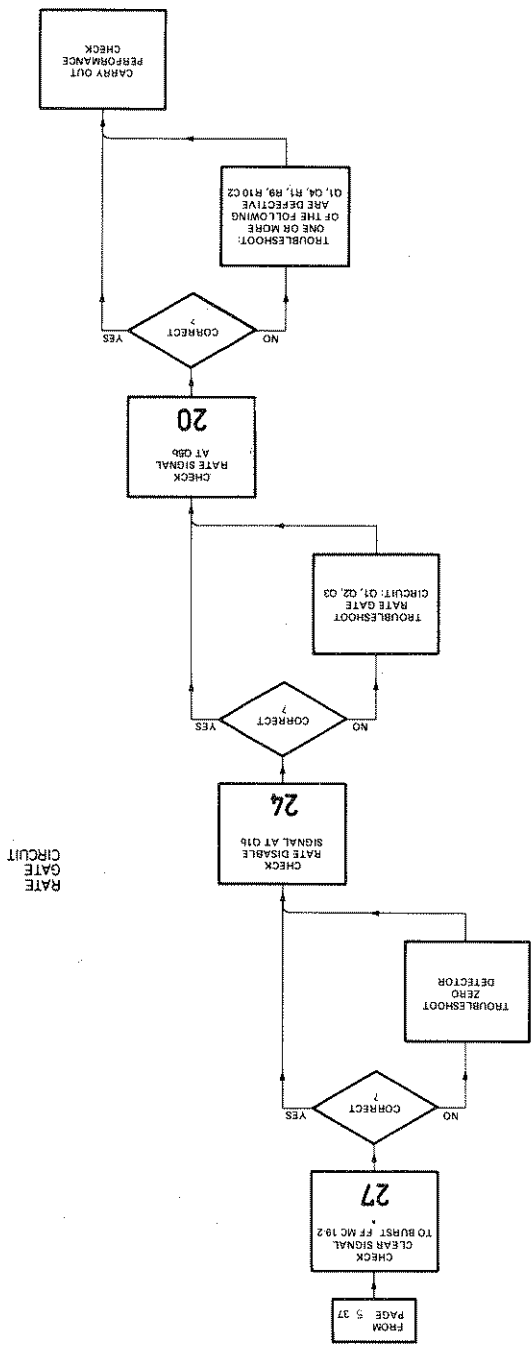 FROM
PAGE 5 37
CHECK
CLEAR SIGNAL
TO BURST FF MC 19-2
27
CORRECT
?
NO
YES
TROUBLESHOOT
ZERO
DETECTOR
RATE
GATE
CIRCUIT
CHECK
RATE DISABLE
SIGNAL AT Q1b
24
CORRECT
?
NO
YES
TROUBLESHOOT
RATE GATE
CIRCUIT: Q1, Q2, Q3
CHECK
RATE SIGNAL
AT
20
CORRECT
?
NO
YES
TROUBLESHOOT:
ONE OR MORE
OF THE FOLLOWING
ARE DEFECTIVE
Q1, Q4, R1, R9, R10 C2
CARRY OUT
PERFORMANCE
CHECK